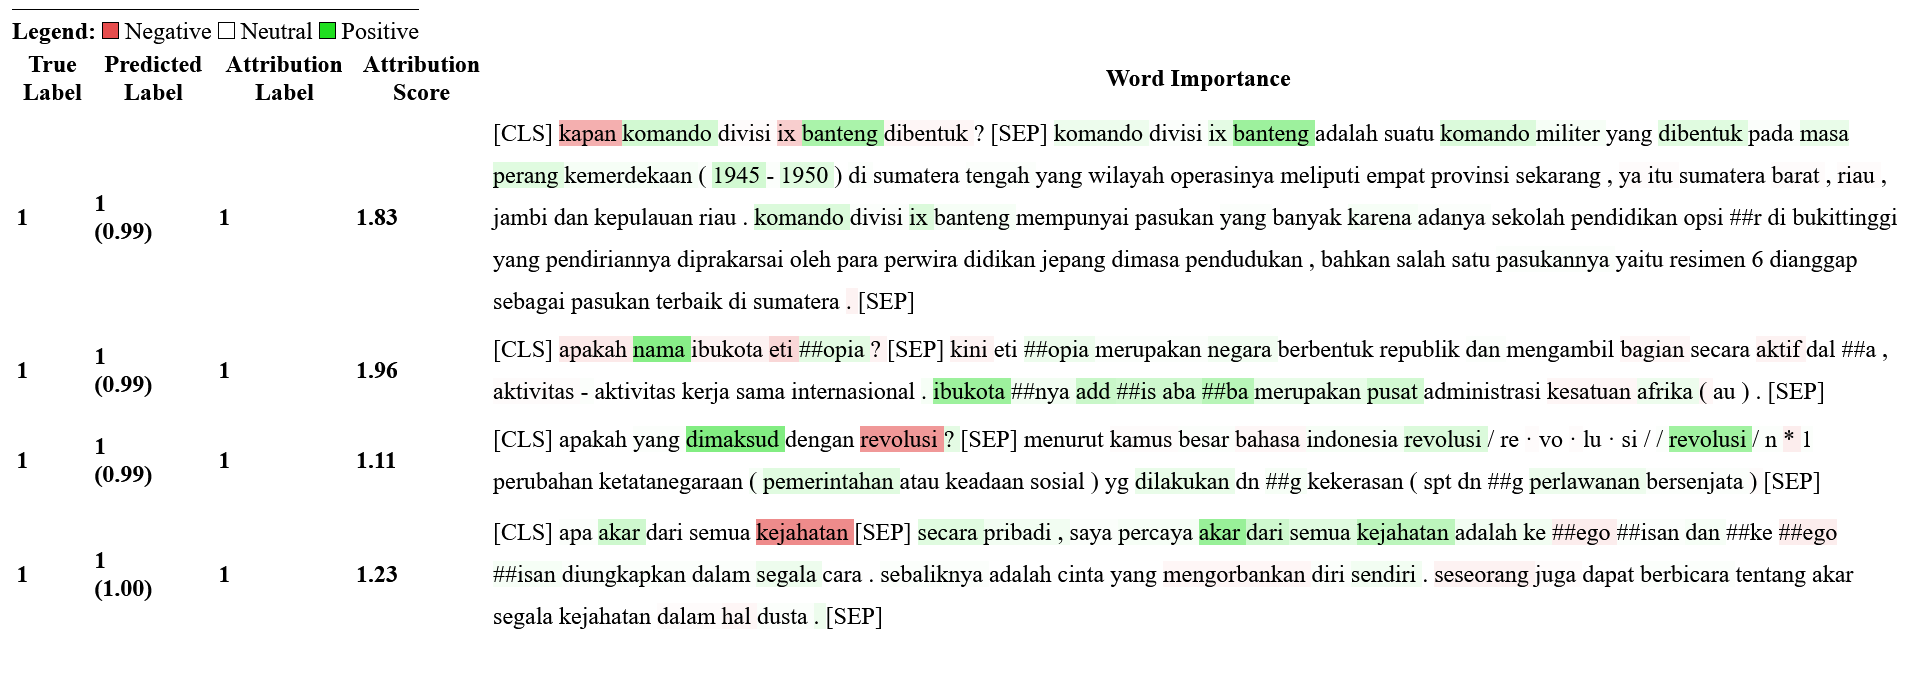 Legend: Negative Neutral Positive
True Label Predicted Label Attribution Label Attribution Score Word Importance
[CLS] kapan komando divisi ix banteng dibentuk ? [SEP] komando divisi ix banteng adalah suatu komando militer yang dibentuk pada masa
perang kemerdekaan ( 1945 - 1950 ) di sumatera tengah yang wilayah operasinya meliputi empat provinsi sekarang , ya itu sumatera barat , riau ,
1 1 (0.99) 1 1.83 jambi dan kepulauan riau . komando divisi ix banteng mempunyai pasukan yang banyak karena adanya sekolah pendidikan opsi ##r di bukittinggi
yang pendiriannya diprakarsai oleh para perwira didikan jepang dimasa pendudukan , bahkan salah satu pasukannya yaitu resimen 6 dianggap
sebagai pasukan terbaik di sumatera . [SEP]
1 1 (0.99) 1 1.96 [CLS] apakah nama ibukota eti ##opia ? [SEP] kini eti ##opia merupakan negara berbentuk republik dan mengambil bagian secara aktif dal ##a ,
aktivitas - aktivitas kerja sama internasional . ibukota ##nya add ##is aba ##ba merupakan pusat administrasi kesatuan afrika ( au ) . [SEP]
1 1 (0.99) 1 1.11 [CLS] apakah yang dimaksud dengan revolusi ? [SEP] menurut kamus besar bahasa indonesia revolusi / re · vo · lu · si / / revolusi / n * 1
perubahan ketatanegaraan ( pemerintahan atau keadaan sosial ) yg dilakukan dn ##g kekerasan ( spt dn ##g perlawanan bersenjata ) [SEP]
[CLS] apa akar dari semua kejahatan [SEP] secara pribadi , saya percaya akar dari semua kejahatan adalah ke ##ego ##isan dan ##ke ##ego
1 1 (1.00) 1 1.23 ##isan diungkapkan dalam segala cara . sebaliknya adalah cinta yang mengorbankan diri sendiri . seseorang juga dapat berbicara tentang akar
segala kejahatan dalam hal dusta . [SEP]